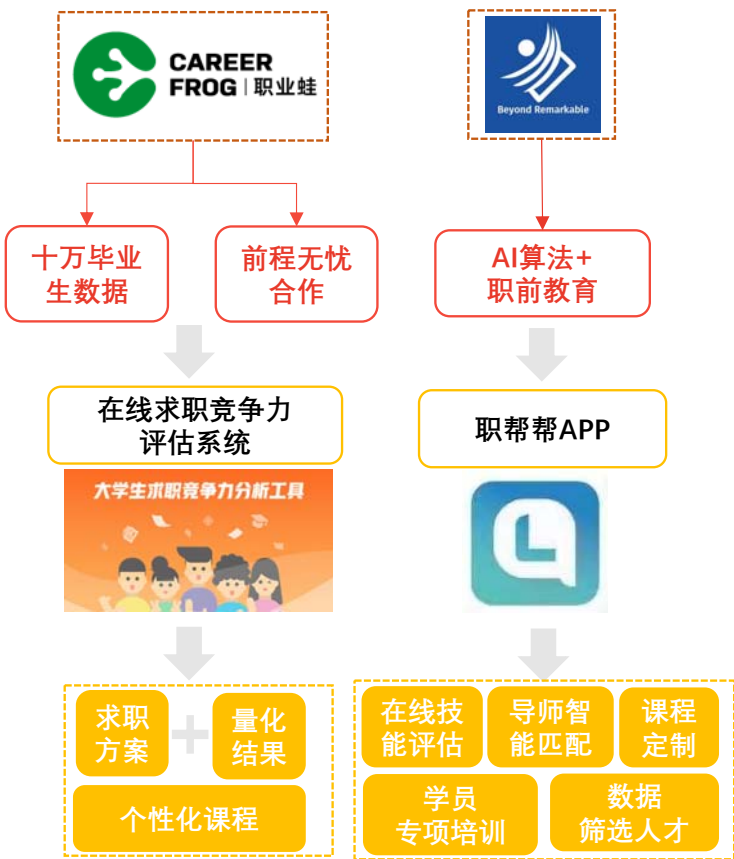 CAREER
FROG | 职业蛙
Beyond Remarkable
十万毕业
生数据
前程无忧
合作
AI算法+
职前教育
在线求职竞争力
评估系统
职帮帮APP
大学生求职竞争力分析工具
求职
方案
量化
结果
个性化课程
在线技
能评估
导师智
能匹配
课程
定制
学员
专项培训
数据
筛选人才